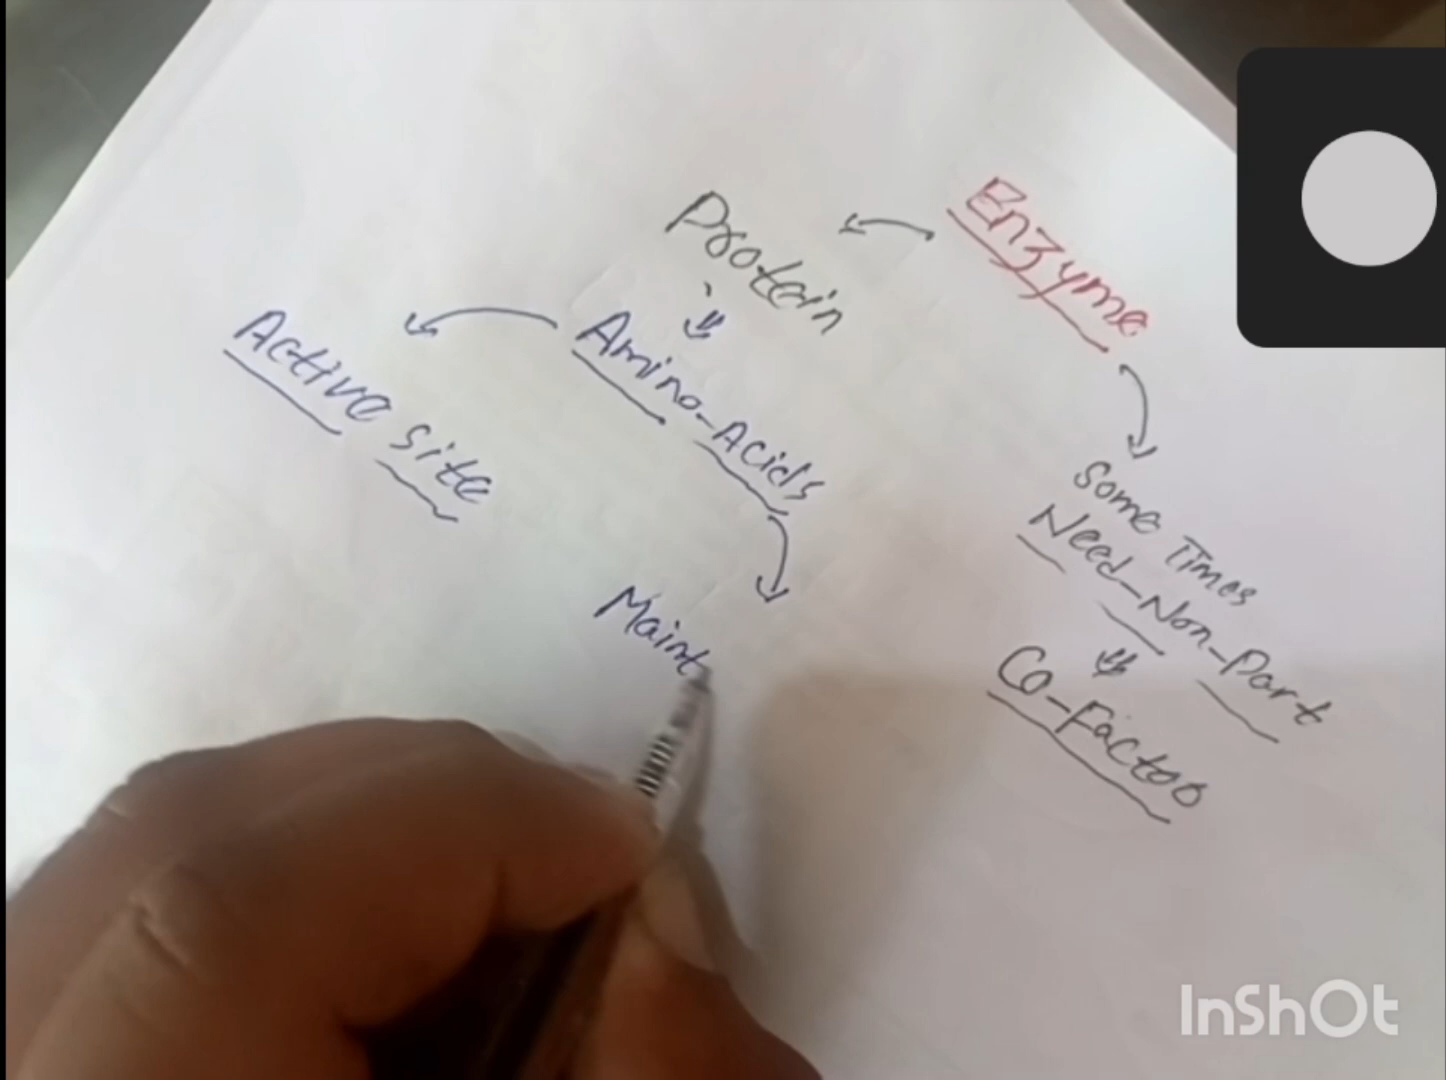 Enzyme
Protein
Amino-Acids
Active site
Maint
Some Times
Need-Non-Part
Co-Factoo
InShOt